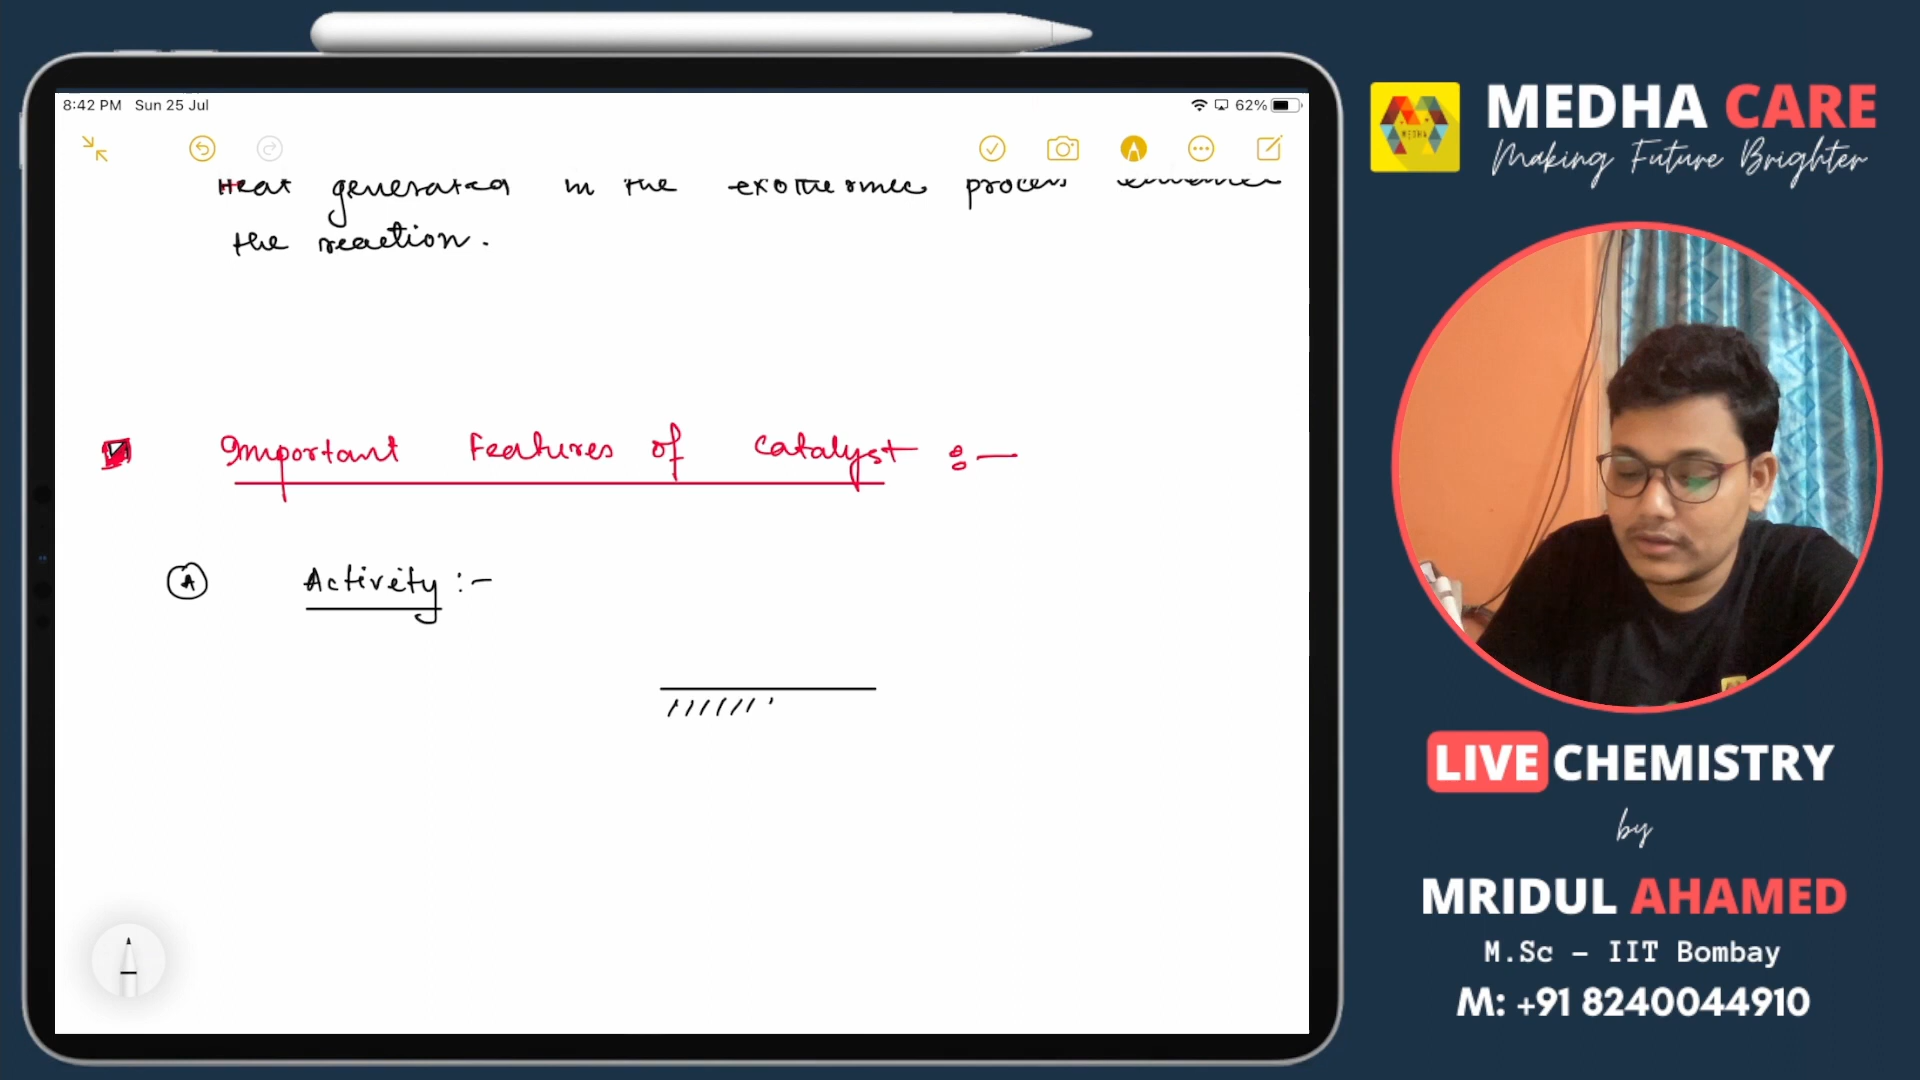 8:42 PM Sun 25 Jul 62%
Heat generated in the exothermic process
the reaction.
Important Features of catalyst :—
A Activity :-
MEDHA CARE
Making Future Brighter
MEDHA
LIVE CHEMISTRY
by
MRIDUL AHAMED
M.Sc – IIT Bombay
M: +91 8240044910